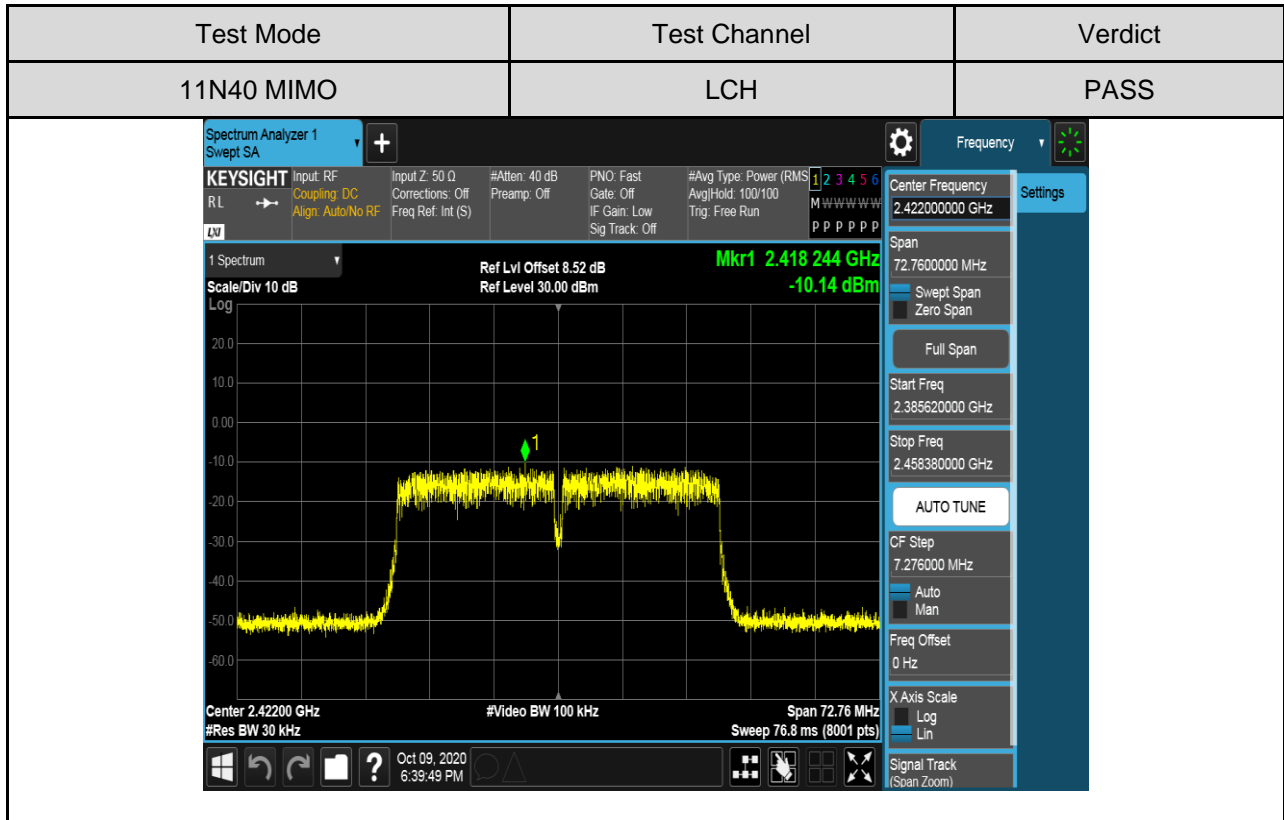 Test Mode Test Channel Verdict
11N40 MIMO LCH PASS
Spectrum Analyzer 1
Swept SA
+
Frequency
KEYSIGHT
RL
LXI
Input: RF
Coupling: DC
Align: Auto/No RF
Input Z: 50 Ω
Corrections: Off
Freq Ref: Int (S)
#Atten: 40 dB
Preamp: Off
PNO: Fast
Gate: Off
IF Gain: Low
Sig Track: Off
#Avg Type: Power (RMS
Avg|Hold: 100/100
Trig: Free Run
1 2 3 4 5 6
M W W W W W
P P P P P P
1 Spectrum
Scale/Div 10 dB
Ref Lvl Offset 8.52 dB
Ref Level 30.00 dBm
Mkr1 2.418 244 GHz
-10.14 dBm
Log
20.0
10.0
0.00
-10.0
-20.0
-30.0
-40.0
-50.0
-60.0
1
Center 2.42200 GHz #Video BW 100 kHz Span 72.76 MHz
#Res BW 30 kHz Sweep 76.8 ms (8001 pts)
Oct 09, 2020
6:39:49 PM
?
Center Frequency
2.422000000 GHz
Settings
Span
72.7600000 MHz
Swept Span
Zero Span
Full Span
Start Freq
2.385620000 GHz
Stop Freq
2.458380000 GHz
AUTO TUNE
CF Step
7.276000 MHz
Auto
Man
Freq Offset
0 Hz
X Axis Scale
Log
Lin
Signal Track
(Span Zoom)